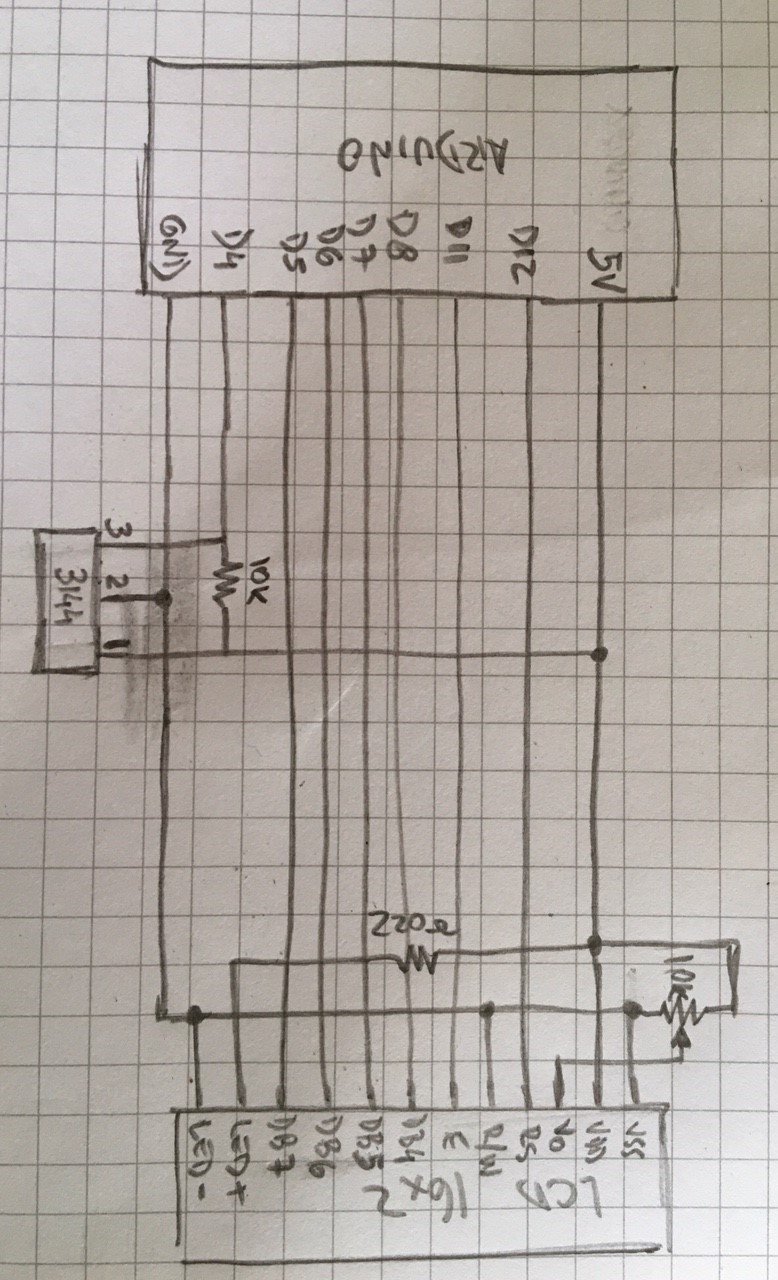 ARDUINO
5V
D12
D11
D8
D7
D6
D5
D4
GND
10K
3 2 1
3144
10K
220Ω
VSS
VDD
VO
RS
R/W
E
DB4
DB5
DB6
DB7
LED+
LED-
LCD 16x2